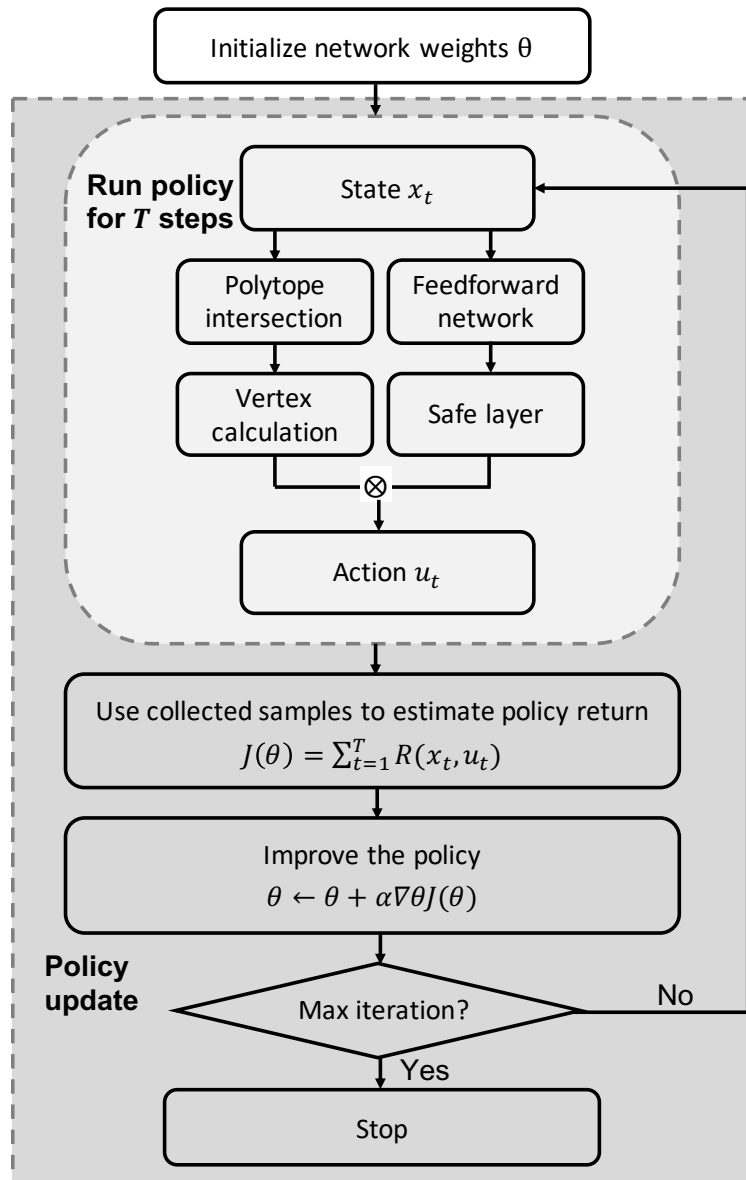 Initialize network weights θ
Run policy
for T steps
State x_t
Polytope
intersection
Feedforward
network
Vertex
calculation
Safe layer
⊗
Action u_t
Use collected samples to estimate policy return
J(θ) = ∑_{t=1}^{T} R(x_t, u_t)
Improve the policy
θ ← θ + α∇θJ(θ)
Policy
update
Max iteration?
No
Yes
Stop